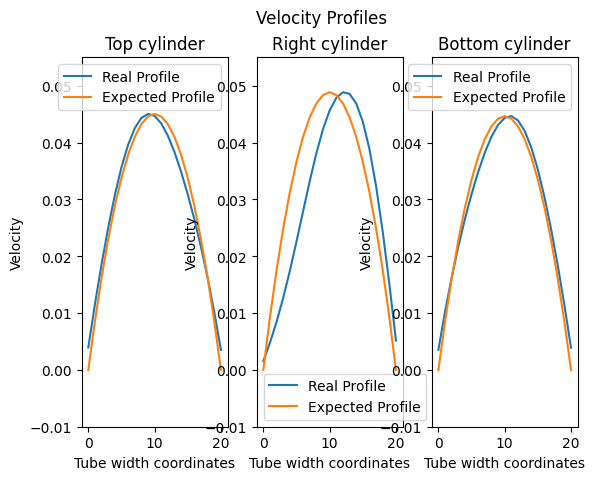 Velocity Profiles
Top cylinder
Right cylinder
Bottom cylinder
Real Profile
Expected Profile
Real Profile
Expected Profile
Real Profile
Expected Profile
Velocity
0.05
0.04
0.03
0.02
0.01
0.00
−0.01
0 10 20
Tube width coordinates
Velocity
0.05
0.04
0.03
0.02
0.01
0.00
−0.01
0 10 20
Tube width coordinates
Velocity
0.05
0.04
0.03
0.02
0.01
0.00
−0.01
0 10 20
Tube width coordinates